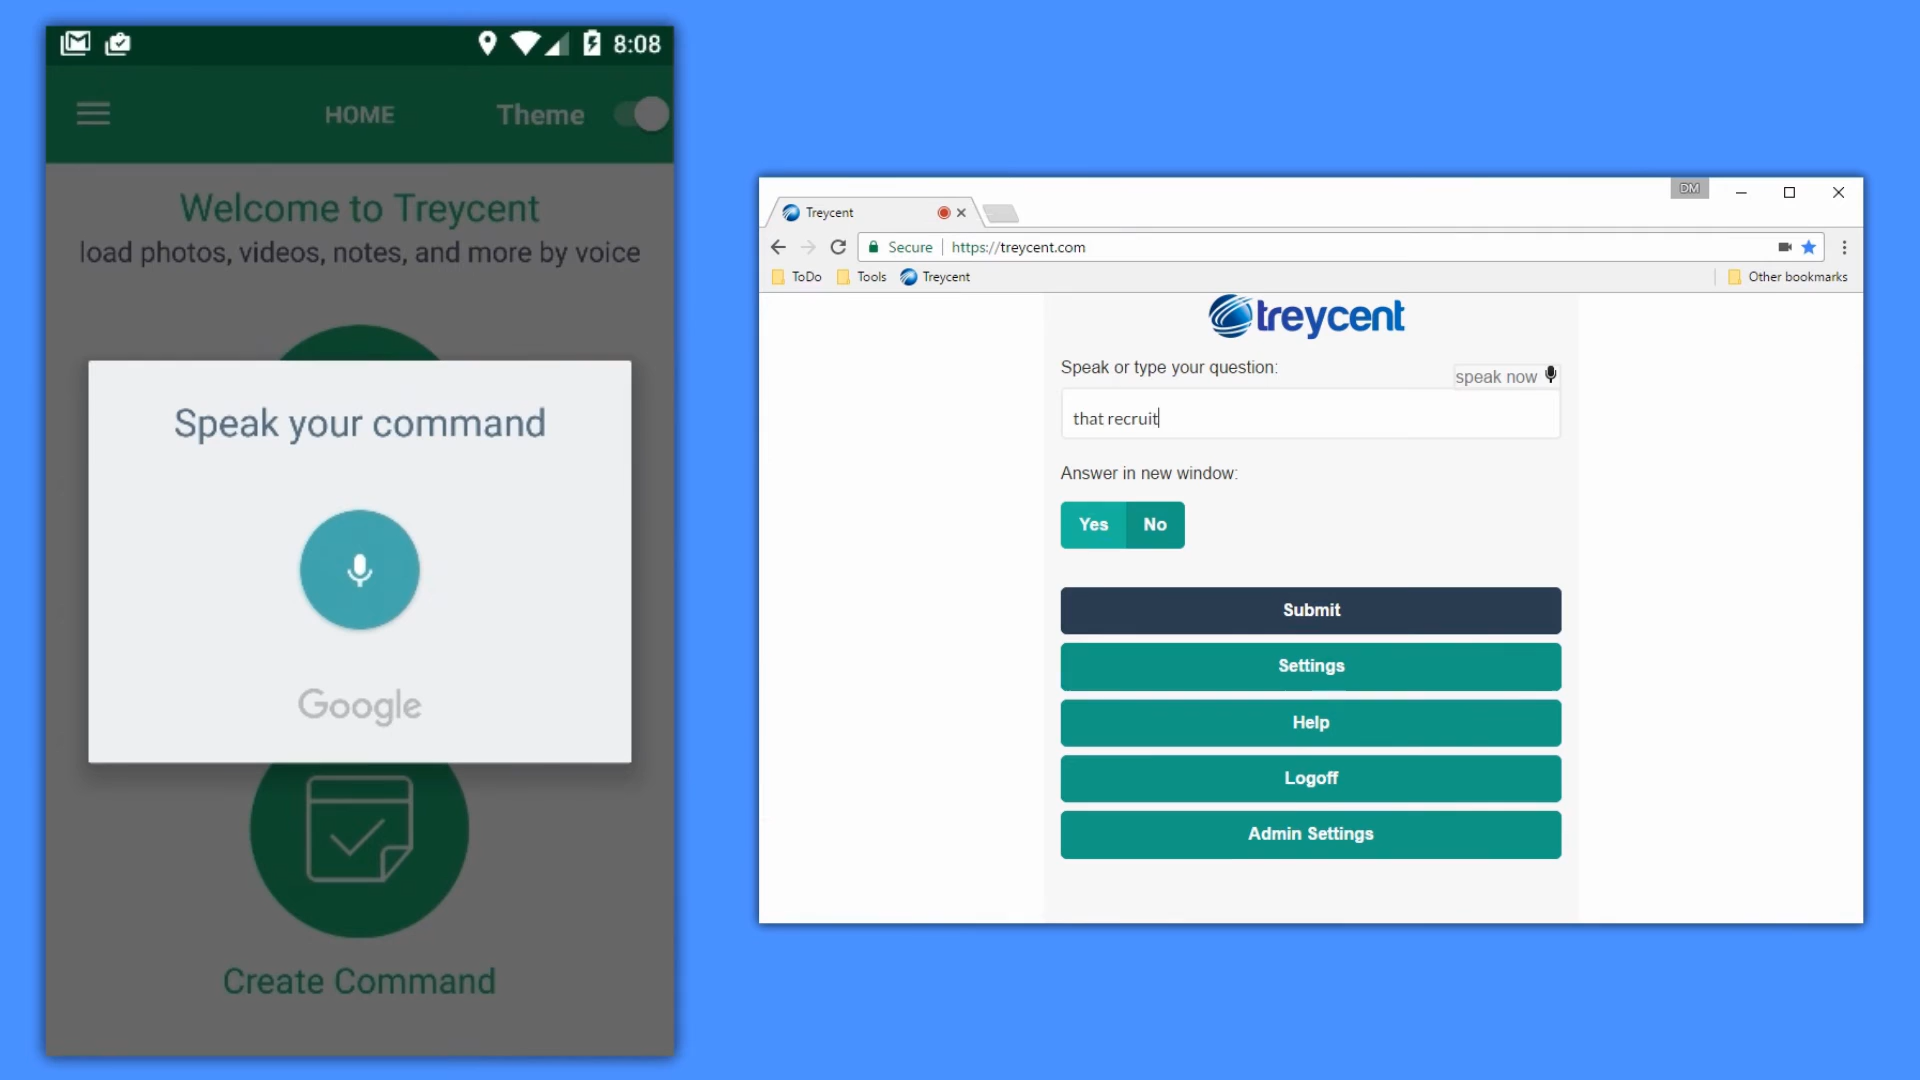 8:08
HOME
Theme
Welcome to Treycent
load photos, videos, notes, and more by voice
Speak your command
Google
Create Command
DM
Treycent
Secure
https://treycent.com
ToDo
Tools
Treycent
Other bookmarks
treycent
Speak or type your question:
speak now
that recruit
Answer in new window:
Yes
No
Submit
Settings
Help
Logoff
Admin Settings